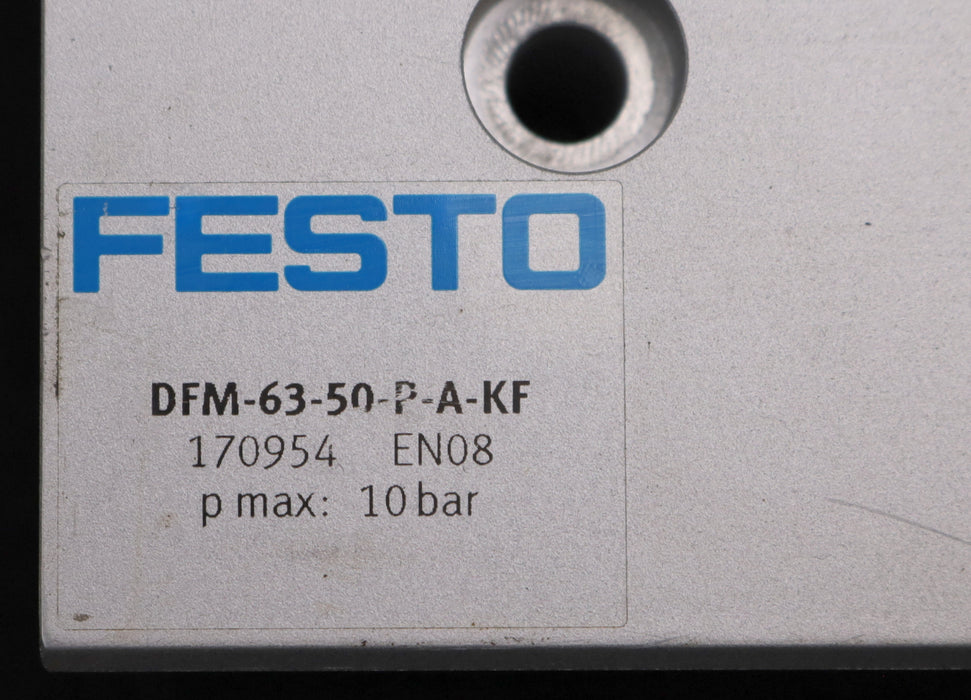 FESTO
DFM-63-50-P-A-KF
170954 EN08
p max: 10 bar